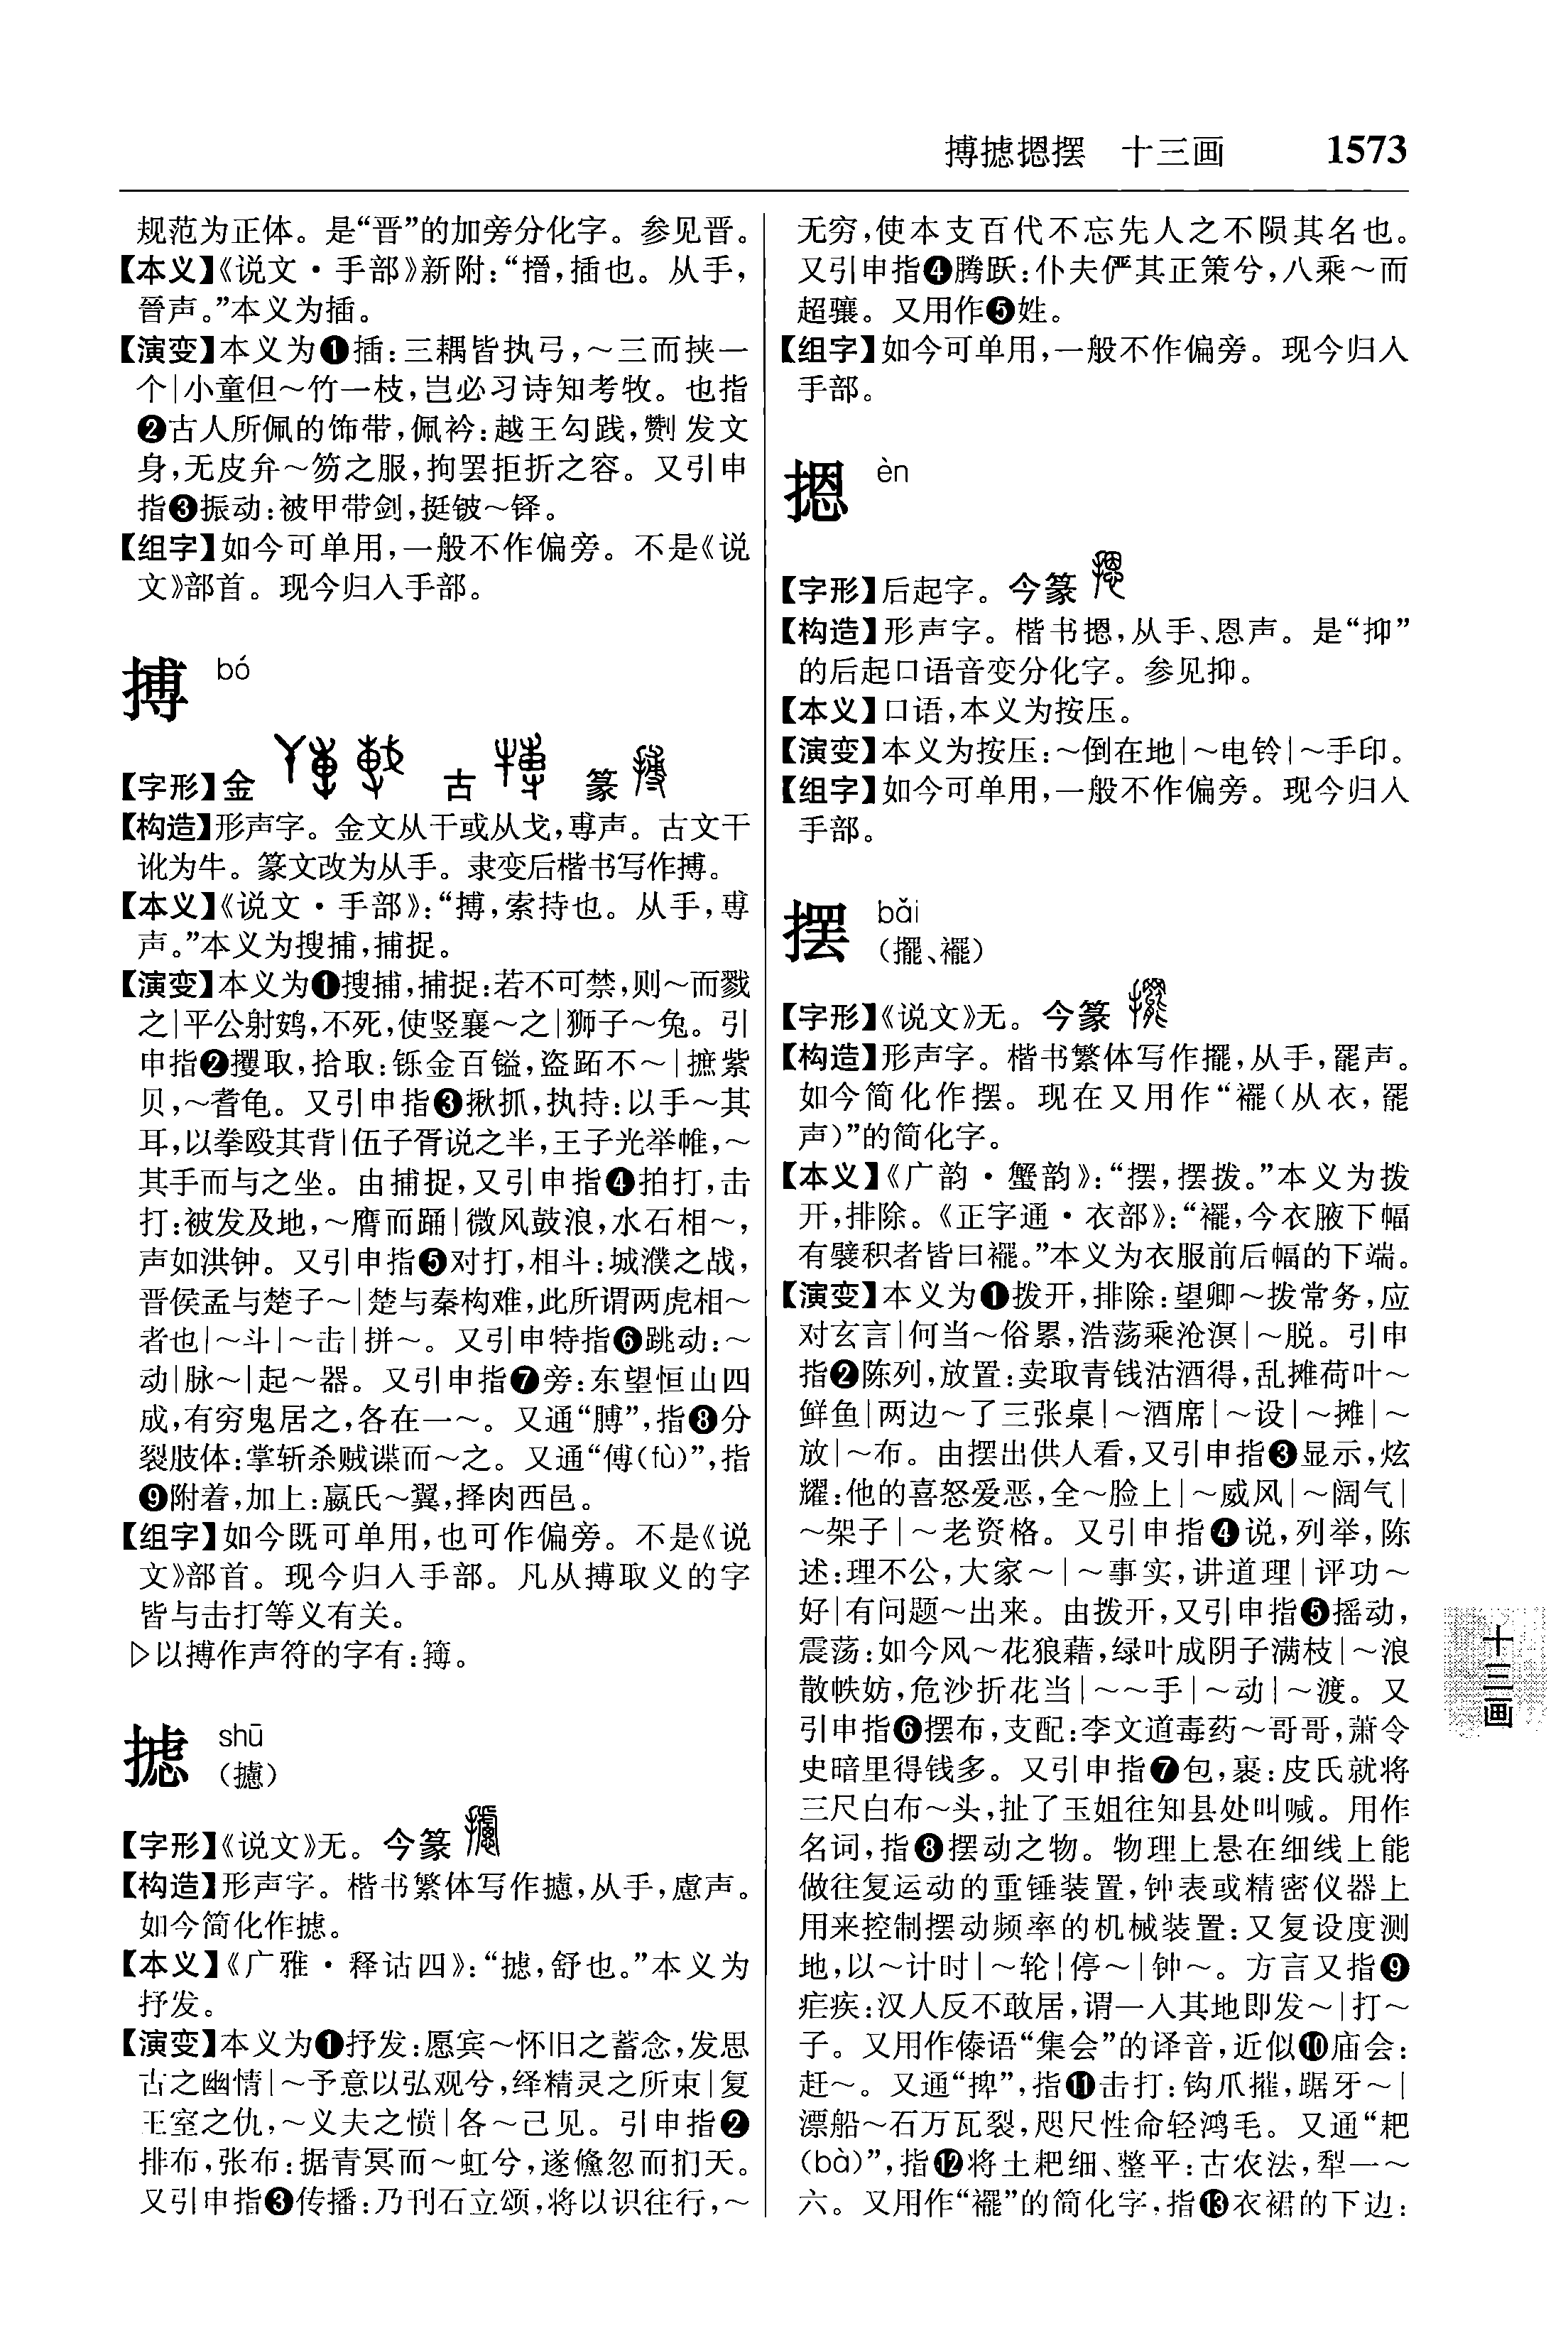 搏摅摁摆　十三画　1573
规范为正体。是“晋”的加旁分化字。参见晋。
【本义】《说文·手部》新附：“搢，插也。从手，
晉声。”本义为插。
【演变】本义为❶插：三耦皆执弓，～三而挟一
个|小童但～竹一枝，岂必习诗知考牧。也指
❷古人所佩的饰带，佩衿：越王勾践，劗发文
身，无皮弁～笏之服，拘罢拒折之容。又引申
指❸振动：被甲带剑，挺铍～铎。
【组字】如今可单用，一般不作偏旁。不是《说
文》部首。现今归入手部。
搏 bó
【字形】金 古 篆
【构造】形声字。金文从干或从戈，尃声。古文干
讹为牛。篆文改为从手。隶变后楷书写作搏。
【本义】《说文·手部》：“搏，索持也。从手，尃
声。”本义为搜捕，捕捉。
【演变】本义为❶搜捕，捕捉：若不可禁，则～而戮
之|平公射鴳，不死，使竖襄～之|狮子～兔。引
申指❷攫取，拾取：铄金百镒，盗跖不～|摭紫
贝，～耆龟。又引申指❸揪抓，执持：以手～其
耳，以拳殴其背|伍子胥说之半，王子光举帷，～
其手而与之坐。由捕捉，又引申指❹拍打，击
打：被发及地，～膺而踊|微风鼓浪，水石相～，
声如洪钟。又引申指❺对打，相斗：城濮之战，
晋侯孟与楚子～|楚与秦构难，此所谓两虎相～
者也|～斗|～击|拼～。又引申特指❻跳动：～
动|脉～|起～器。又引申指❼旁：东望恒山四
成，有穷鬼居之，各在一～。又通“膊”，指❽分
裂肢体：掌斩杀贼谍而～之。又通“傅(fù)”，指
❾附着，加上：嬴氏～翼，择肉西邑。
【组字】如今既可单用，也可作偏旁。不是《说
文》部首。现今归入手部。凡从搏取义的字
皆与击打等义有关。
▷以搏作声符的字有：簙。
摅 shū
（攄）
【字形】《说文》无。今篆
【构造】形声字。楷书繁体写作攄，从手，慮声。
如今简化作摅。
【本义】《广雅·释诂四》：“摅，舒也。”本义为
抒发。
【演变】本义为❶抒发：愿宾～怀旧之蓄念，发思
古之幽情|～予意以弘观兮，绎精灵之所束|复
王室之仇，～义夫之愤|各～己见。引申指❷
排布，张布：据青冥而～虹兮，遂儵忽而扪天。
又引申指❸传播：乃刊石立颂，将以识往行，～
无穷，使本支百代不忘先人之不陨其名也。
又引申指❹腾跃：仆夫俨其正策兮，八乘～而
超骧。又用作❺姓。
【组字】如今可单用，一般不作偏旁。现今归入
手部。
摁 èn
【字形】后起字。今篆
【构造】形声字。楷书摁，从手、恩声。是“抑”
的后起口语音变分化字。参见抑。
【本义】口语，本义为按压。
【演变】本义为按压：～倒在地|～电铃|～手印。
【组字】如今可单用，一般不作偏旁。现今归入
手部。
摆 bǎi
（擺、襬）
【字形】《说文》无。今篆
【构造】形声字。楷书繁体写作擺，从手，罷声。
如今简化作摆。现在又用作“襬（从衣，罷
声）”的简化字。
【本义】《广韵·蟹韵》：“摆，摆拨。”本义为拨
开，排除。《正字通·衣部》：“襬，今衣腋下幅
有襞积者皆曰襬。”本义为衣服前后幅的下端。
【演变】本义为❶拨开，排除：望卿～拨常务，应
对玄言|何当～俗累，浩荡乘沧溟|～脱。引申
指❷陈列，放置：卖取青钱沽酒得，乱摊荷叶～
鲜鱼|两边～了三张桌|～酒席|～设|～摊|～
放|～布。由摆出供人看，又引申指❸显示，炫
耀：他的喜怒爱恶，全～脸上|～威风|～阔气|
～架子|～老资格。又引申指❹说，列举，陈
述：理不公，大家～|～事实，讲道理|评功～
好|有问题～出来。由拨开，又引申指❺摇动，
震荡：如今风～花狼藉，绿叶成阴子满枝|～浪
散帙妨，危沙折花当|～～手|～动|～渡。又
引申指❻摆布，支配：李文道毒药～哥哥，萧令
史暗里得钱多。又引申指❼包，裹：皮氏就将
三尺白布～头，扯了玉姐往知县处叫喊。用作
名词，指❽摆动之物。物理上悬在细线上能
做往复运动的重锤装置，钟表或精密仪器上
用来控制摆动频率的机械装置：又复设度测
地，以～计时|～轮|停～|钟～。方言又指❾
疟疾：汉人反不敢居，谓一入其地即发～|打～
子。又用作傣语“集会”的译音，近似❿庙会：
赶～。又通“捭”，指⓫击打：钩爪摧，踞牙～|
漂船～石万瓦裂，咫尺性命轻鸿毛。又通“耙
(bà)”，指⓬将土耙细、整平：古农法，犁一～
六。又用作“襬”的简化字，指⓭衣裙的下边：
十三画